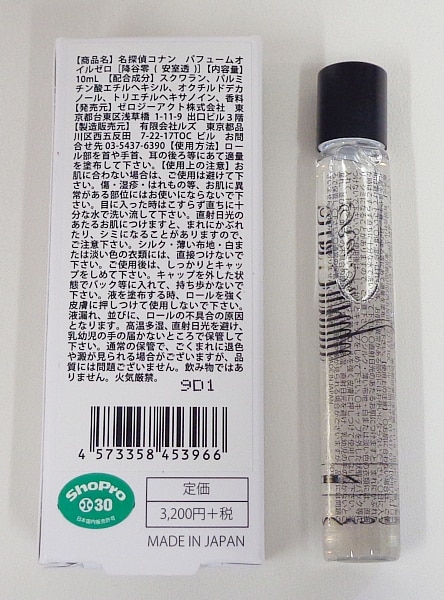 【商品名】名探偵コナン パフュームオ
イルゼロ [降谷零 ( 安室透 )]【内容量】
10mL 【配合成分】スクワラン、パルミ
チン酸エチルヘキシル、オクチルドデカ
ノール、トリエチルヘキサノイン、香料
【発売元】ゼロジーアクト株式会社 東
京都台東区浅草橋 1-11-9 出口ビル３階
【製造販売元】 有限会社ルズ 東京都品
川区西五反田 7-22-17TOC ビル お問
合せ先 03-5437-6390【使用方法】ロー
ル部を首や手首、耳の後ろ等にあて適量
を塗布して下さい。【使用上の注意】お
肌に合わない場合は、ご使用は避けて下
さい。傷・湿疹・はれもの等、お肌に異
常がある部位にはお使いにならないで下
さい。目に入った時はこすらず直ちに十
分な水で洗い流して下さい。直射日光の
あたるお肌につけますと、まれにかぶれ
たり、シミになることがありますので、
ご注意下さい。シルク・薄い布地・白ま
たは淡い色の衣類には、直接つけないで
下さい。ご使用後は、しっかりとキャッ
プをしめて下さい。キャップを外した状
態でバック等に入れて、持ち歩かないで
下さい。液を塗布する時、ロールを強く
皮膚に押しつけて使用しないで下さい。
液漏れ、並びに、ロールの不具合の原因
となります。高温多湿、直射日光を避け、
乳幼児の手の届かないところで保管して
下さい。通常の保管で、ごくまれに退色
や澱が見られる場合がございますが、品
質には問題ございません。飲み物ではあ
りません。火気厳禁。
9D1
4 573358 453966
ShoPro
30
日本国内販売許可
定価
3,200円+税
MADE IN JAPAN